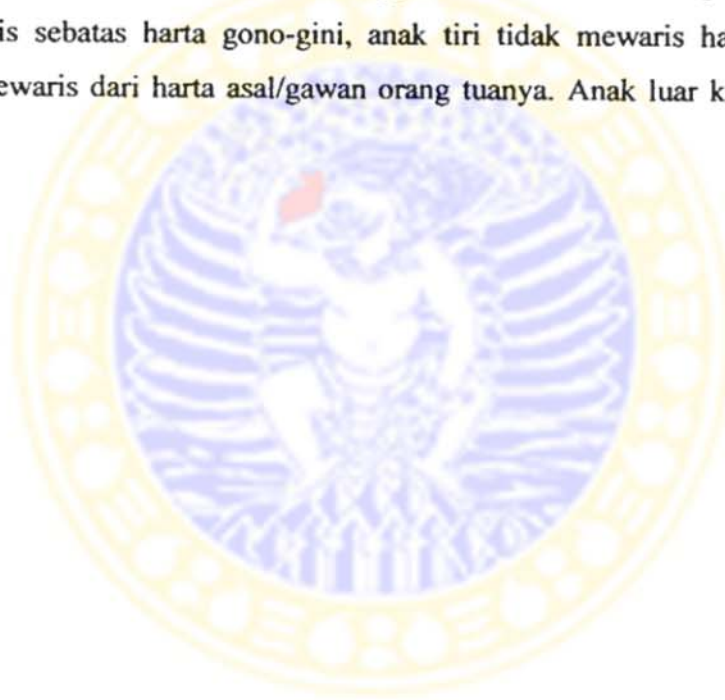 is sebatas harta gono-gini, anak tiri tidak mewaris ha
ewaris dari harta asal/gawan orang tuanya. Anak luar k